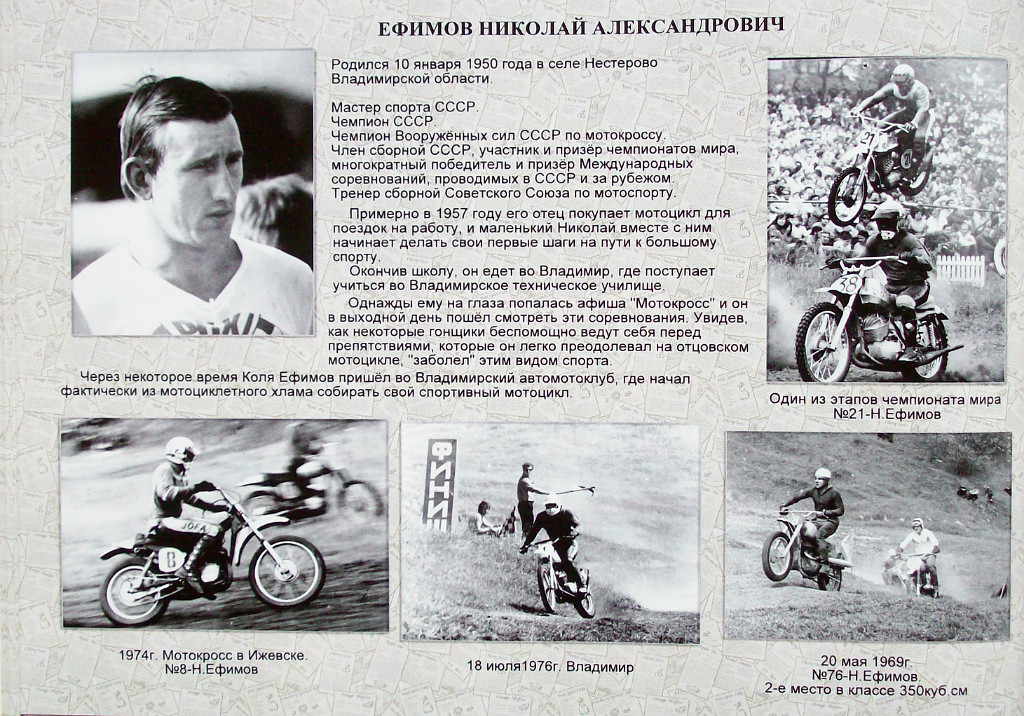 ЕФИМОВ НИКОЛАЙ АЛЕКСАНДРОВИЧ
Родился 10 января 1950 года в селе Нестерово
Владимирской области.
Мастер спорта СССР.
Чемпион СССР.
Чемпион Вооружённых сил СССР по мотокроссу.
Член сборной СССР, участник и призёр чемпионатов мира,
многократный победитель и призёр Международных
соревнований, проводимых в СССР и за рубежом.
Тренер сборной Советского Союза по мотоспорту.
Примерно в 1957 году его отец покупает мотоцикл для
поездок на работу, и маленький Николай вместе с ним
начинает делать свои первые шаги на пути к большому
спорту.
Окончив школу, он едет во Владимир, где поступает
учиться во Владимирское техническое училище.
Однажды ему на глаза попалась афиша "Мотокросс" и он
в выходной день пошёл смотреть эти соревнования. Увидев,
как некоторые гонщики беспомощно ведут себя перед
препятствиями, которые он легко преодолевал на отцовском
мотоцикле, "заболел" этим видом спорта.
Через некоторое время Коля Ефимов пришёл во Владимирский автомотоклуб, где начал
фактически из мотоциклетного хлама собирать свой спортивный мотоцикл.
21
38
Один из этапов чемпионата мира
№21-Н.Ефимов
JOFA
8
1974г. Мотокросс в Ижевске.
№8-Н.Ефимов
ФИНИШ
18 июля1976г. Владимир
20 мая 1969г.
№76-Н.Ефимов.
2-е место в классе 350куб.см